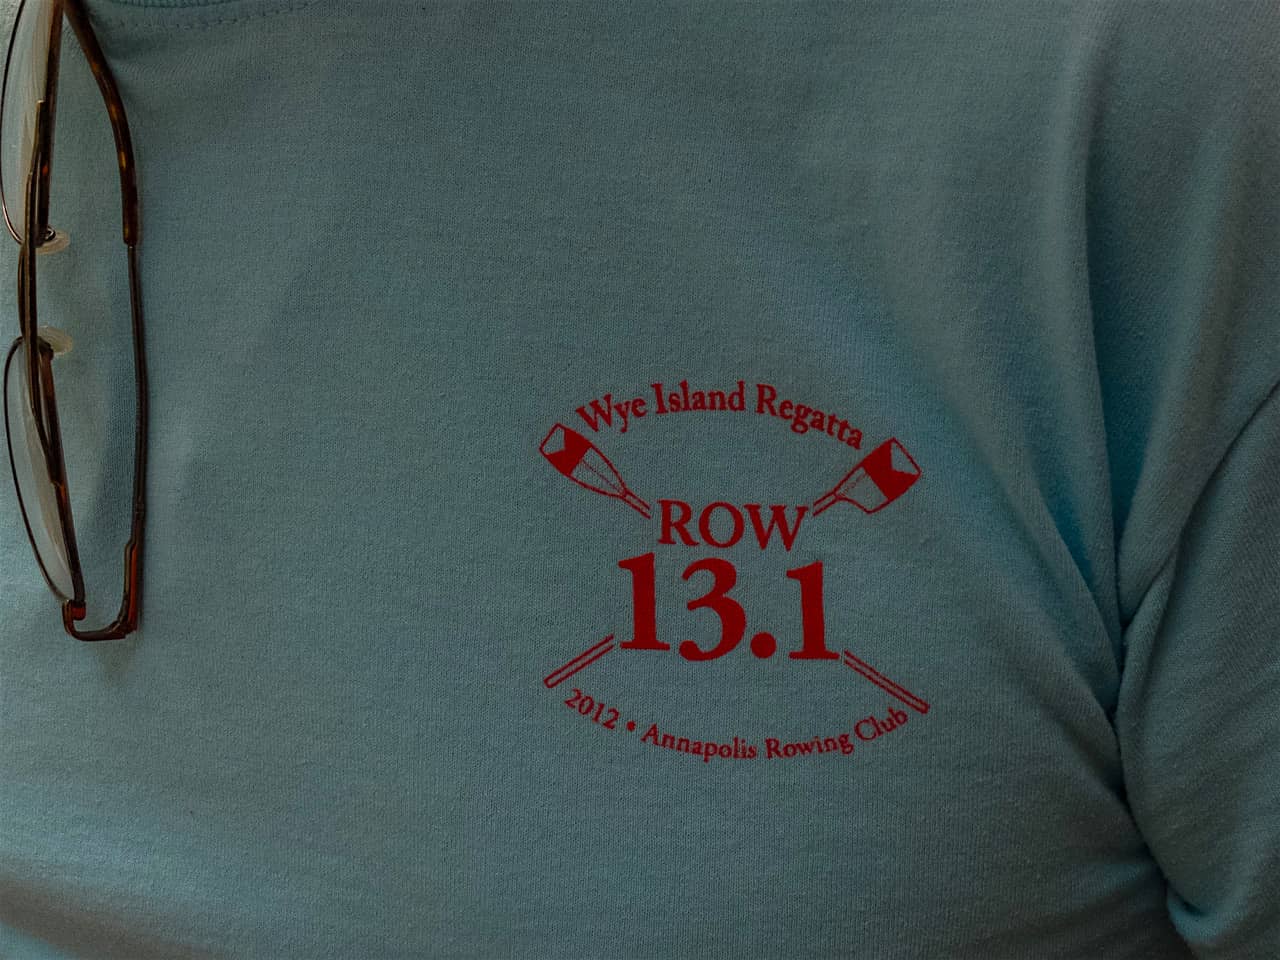 Wye Island Regatta
ROW
13.1
2012 • Annapolis Rowing Club